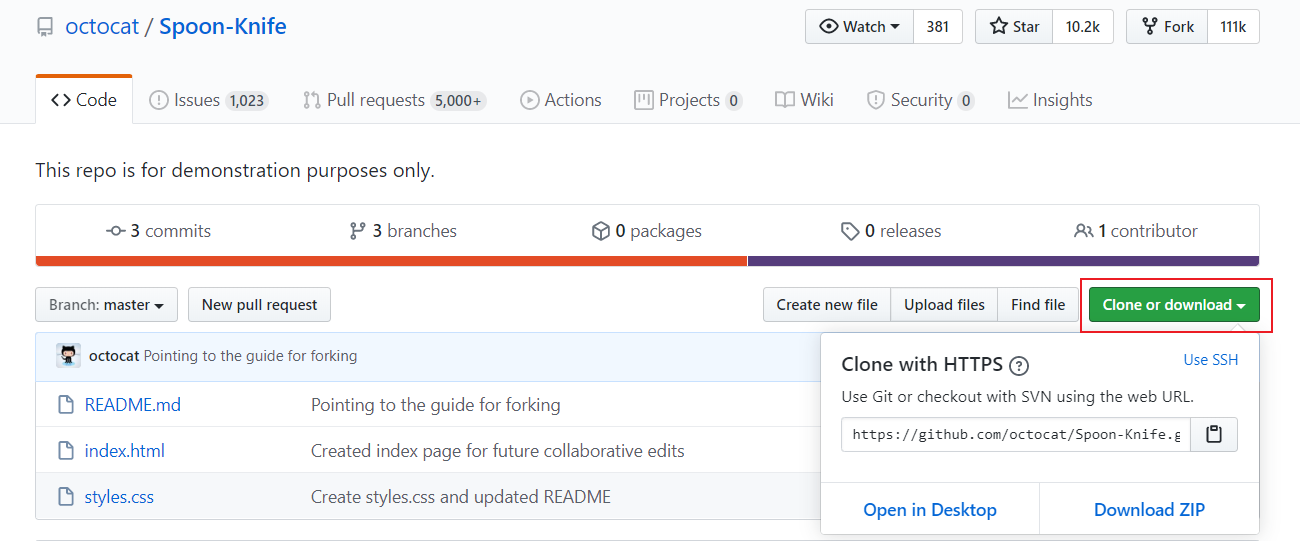 octocat / Spoon-Knife
Watch 381 Star 10.2k Fork 111k
Code Issues 1,023 Pull requests 5,000+ Actions Projects 0 Wiki Security 0 Insights
This repo is for demonstration purposes only.
3 commits 3 branches 0 packages 0 releases 1 contributor
Branch: master New pull request Create new file Upload files Find file Clone or download
octocat Pointing to the guide for forking
README.md Pointing to the guide for forking
index.html Created index page for future collaborative edits
styles.css Create styles.css and updated README
Clone with HTTPS ?
Use SSH
Use Git or checkout with SVN using the web URL.
https://github.com/octocat/Spoon-Knife.g
Open in Desktop Download ZIP